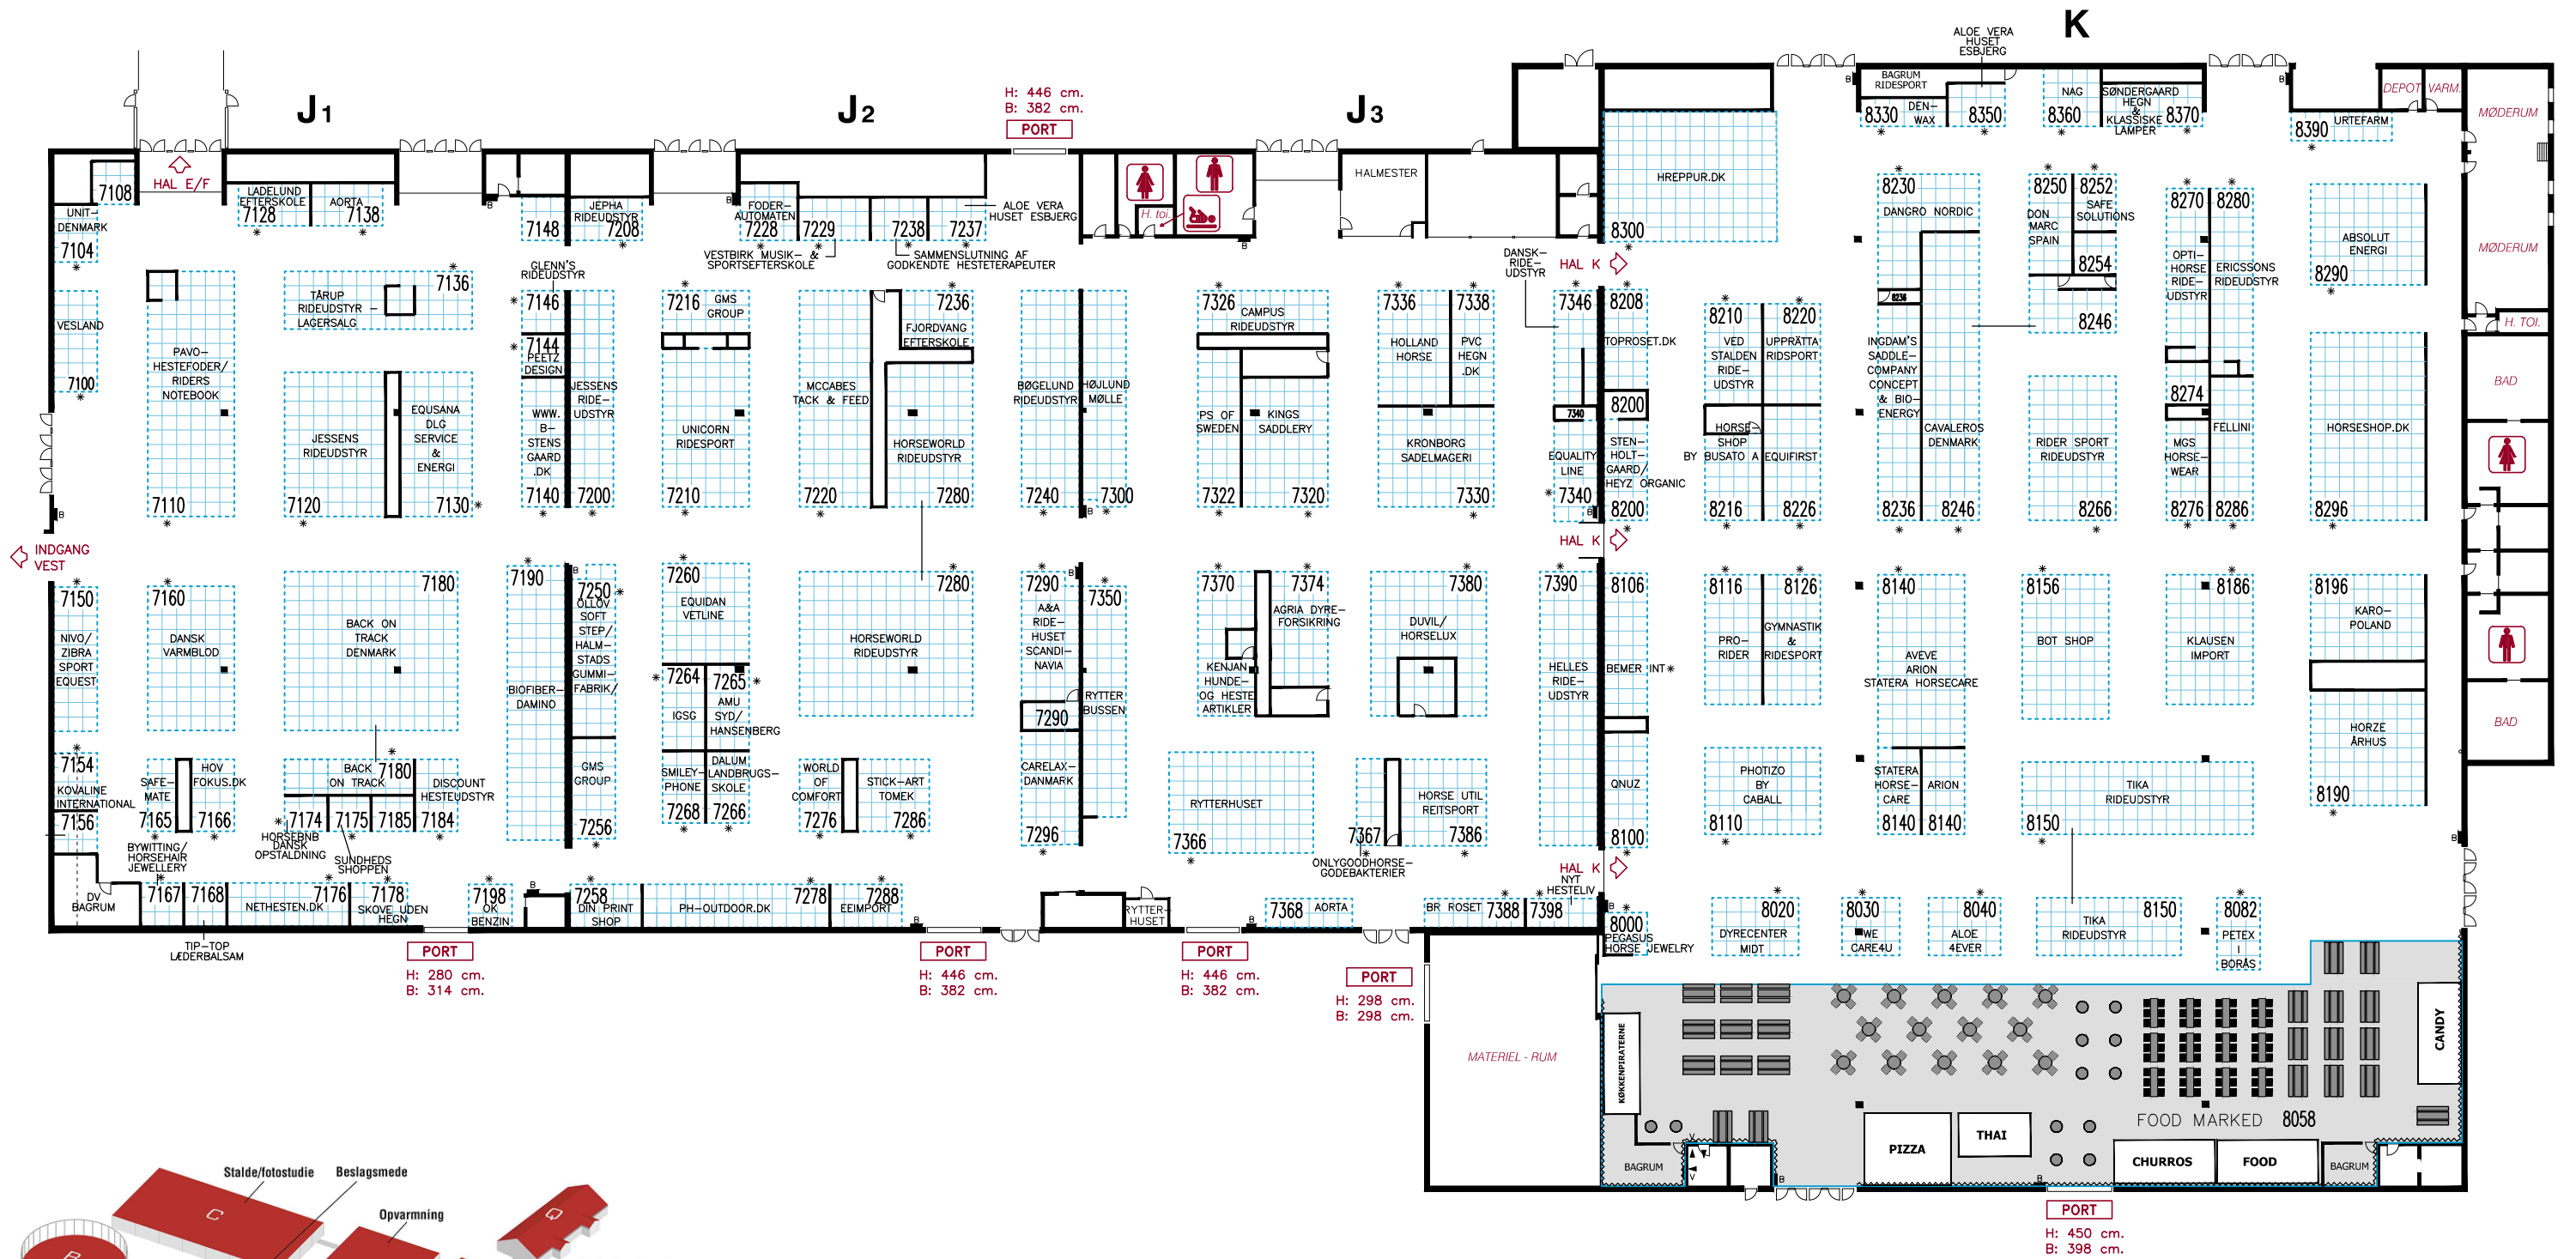 K
J1
J2
J3
H: 446 cm.
B: 382 cm.
PORT
ALOE VERA
HUSET
ESBJERG
BAGRUM
RIDESPORT
8330
DEN-
WAX
8350
NAG
8360
SØNDERGAARD
HEGN
&
KLASSISKE
LAMPER
8370
8390
URTEFARM
DEPOT
VARM.
MØDERUM
MØDERUM
H. TOI.
BAD
BAD
HAL E/F
7108
UNIT-
DENMARK
7104
LADELUND
EFTERSKOLE
7128
AORTA
7138
7148
JEPHA
RIDEUDSTYR
7208
FODER-
AUTOMATEN
7228
7229
7238
7237
ALOE VERA
HUSET ESBJERG
VESTBIRK MUSIK- &
SPORTSEFTERSKOLE
SAMMENSLUTNING AF
GODKENDTE HESTETERAPEUTER
H. toi.
HALMESTER
HREPPUR.DK
8300
HAL K
DANSK-
RIDE-
UDSTYR
GLENN'S
RIDEUDSTYR
VESLAND
7100
PAVO-
HESTEFODER/
RIDERS
NOTEBOOK
7110
TÅRUP
RIDEUDSTYR -
LAGERSALG
7136
JESSENS
RIDEUDSTYR
7120
EQUSANA
DLG
SERVICE
&
ENERGI
7130
7146
7144
PEETZ
DESIGN
WWW.
B-
STENS
GAARD
.DK
7140
JESSENS
RIDE-
UDSTYR
7200
7216
GMS
GROUP
UNICORN
RIDESPORT
7210
MCCABES
TACK & FEED
7220
7236
FJORDVANG
EFTERSKOLE
HORSEWORLD
RIDEUDSTYR
7280
BØGELUND
RIDEUDSTYR
7240
HØJLUND
MØLLE
7300
7326
CAMPUS
RIDEUDSTYR
PS OF
SWEDEN
7322
KINGS
SADDLERY
7320
7336
HOLLAND
HORSE
7338
PVC
HEGN
.DK
KRONBORG
SADELMAGERI
7330
7346
7340
EQUALITY
LINE
7340
8208
TOPROSET.DK
8200
STEN-
HOLT-
GAARD/
HEYZ ORGANIC
8200
8210
VED
STALDEN
RIDE-
UDSTYR
8220
UPPRÄTTA
RIDSPORT
HORSE
SHOP
BY BUSATO A
8216
EQUIFIRST
8226
8230
DANGRO NORDIC
8236
INGDAM'S
SADDLE-
COMPANY
CONCEPT
& BIO-
ENERGY
8236
CAVALEROS
DENMARK
8246
8250
DON
MARC
SPAIN
8252
SAFE
SOLUTIONS
8254
8246
RIDER SPORT
RIDEUDSTYR
8266
8270
OPTI-
HORSE
RIDE-
UDSTYR
8280
ERICSSONS
RIDEUDSTYR
8274
MGS
HORSE-
WEAR
8276
FELLINI
8286
ABSOLUT
ENERGI
8290
HORSESHOP.DK
8296
INDGANG
VEST
HAL K
7150
NIVO/
ZIBRA
SPORT
EQUEST
7154
KOVALINE
INTERNATIONAL
7156
DV
BAGRUM
7160
DANSK
VARMBLOD
SAFE-
MATE
7165
HOV
FOKUS.DK
7166
BYWITTING/
HORSEHAIR
JEWELLERY
7167
7168
TIP-TOP
LÆDERBALSAM
7180
BACK ON
TRACK
DENMARK
BACK
ON TRACK
7180
7174
7175
7185
DISCOUNT
HESTEUDSTYR
7184
HORSEBNB
DANSK
OPSTALDNING
SUNDHEDS
SHOPPEN
NETHESTEN.DK
7176
7178
SKOVE UDEN
HEGN
7198
OK
BENZIN
7190
BIOFIBER-
DAMINO
7250
OLLOV
SOFT
STEP/
HALM-
STADS
GUMMI-
FABRIK/
GMS
GROUP
7256
7258
DIN PRINT
SHOP
PH-OUTDOOR.DK
7278
7288
EEIMPORT
7260
EQUIDAN
VETLINE
7264
IGSG
7265
AMU
SYD/
HANSENBERG
SMILEY-
PHONE
7268
DALUM
LANDBRUGS-
SKOLE
7266
7280
HORSEWORLD
RIDEUDSTYR
WORLD
OF
COMFORT
7276
STICK-ART
TOMEK
7286
7290
A&A
RIDE-
HUSET
SCANDI-
NAVIA
7290
CARELAX-
DANMARK
7296
7350
RYTTER
BUSSEN
RYTTER-
HUSET
7370
KENJAN
HUNDE-
OG HESTE
ARTIKLER
7374
AGRIA DYRE-
FORSIKRING
RYTTERHUSET
7366
7380
DUVIL/
HORSELUX
7367
HORSE UTIL
REITSPORT
7386
ONLYGOODHORSE-
GODEBAKTERIER
7368
AORTA
BR ROSET
7388
7398
NYT
HESTELIV
7390
HELLES
RIDE-
UDSTYR
HAL K
8106
BEMER INT
QNUZ
8100
8000
PEGASUS
HORSE JEWELRY
8116
PRO-
RIDER
8126
GYMNASTIK
&
RIDESPORT
PHOTIZO
BY
CABALL
8110
8020
DYRECENTER
MIDT
8140
AVEVE
ARION
STATERA HORSECARE
STATERA
HORSE-
CARE
8140
ARION
8140
8030
WE
CARE4U
8040
ALOE
4EVER
8156
BOT SHOP
8186
KLAUSEN
IMPORT
TIKA
RIDEUDSTYR
8150
TIKA
RIDEUDSTYR
8150
8082
PETEX
I
BORÅS
8196
KARO-
POLAND
HORZE
ÅRHUS
8190
PORT
H: 280 cm.
B: 314 cm.
PORT
H: 446 cm.
B: 382 cm.
PORT
H: 446 cm.
B: 382 cm.
PORT
H: 298 cm.
B: 298 cm.
MATERIEL - RUM
KØKKENPIRATERNE
BAGRUM
PIZZA
THAI
FOOD MARKED 8058
CHURROS
FOOD
BAGRUM
CANDY
PORT
H: 450 cm.
B: 398 cm.
Stalde/fotostudie
Beslagsmede
Opvarmning
C
Q
B